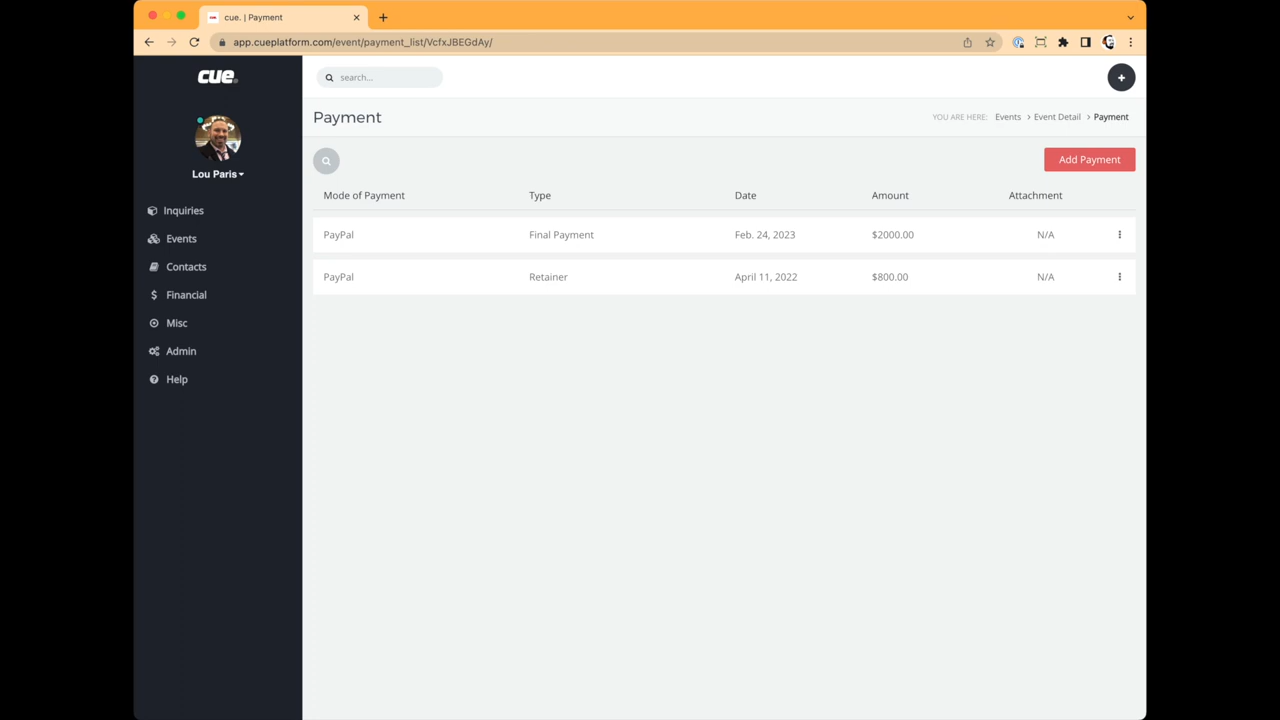 cue. | Payment
app.cueplatform.com/event/payment_list/VcfxJBEGdAy/
cue.
search...
Payment
YOU ARE HERE: Events > Event Detail > Payment
Lou Paris
Add Payment
Inquiries
Events
Contacts
Financial
Misc
Admin
Help
Mode of Payment Type Date Amount Attachment
PayPal Final Payment Feb. 24, 2023 $2000.00 N/A
PayPal Retainer April 11, 2022 $800.00 N/A